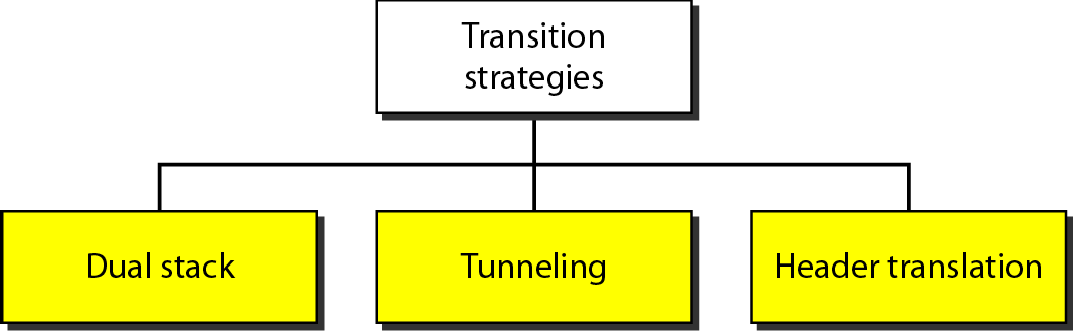 Transition
strategies
Dual stack
Tunneling
Header translation